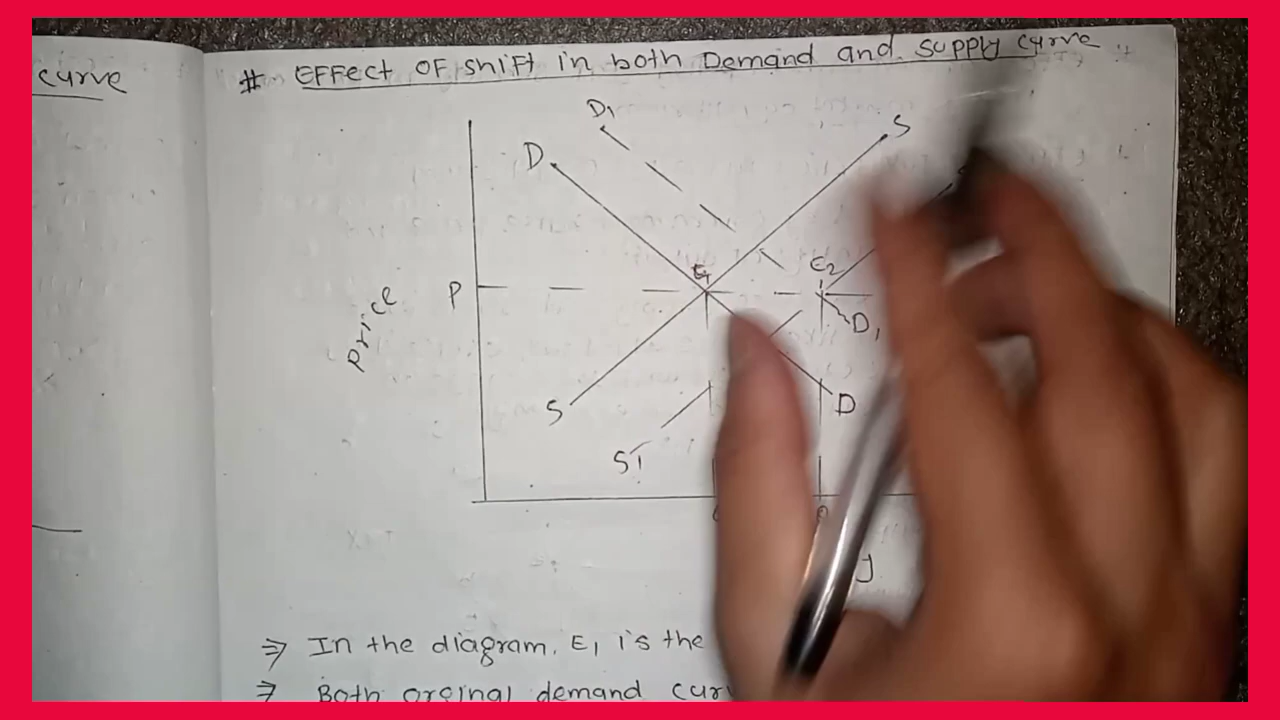 curve
# EFFect OF shift in both Demand and supply curve
D1
D
S
E1
E2
P
Price
D1
S
D
S1
⇒ In the diagram, E1 is the
⇒ Both orginal demand